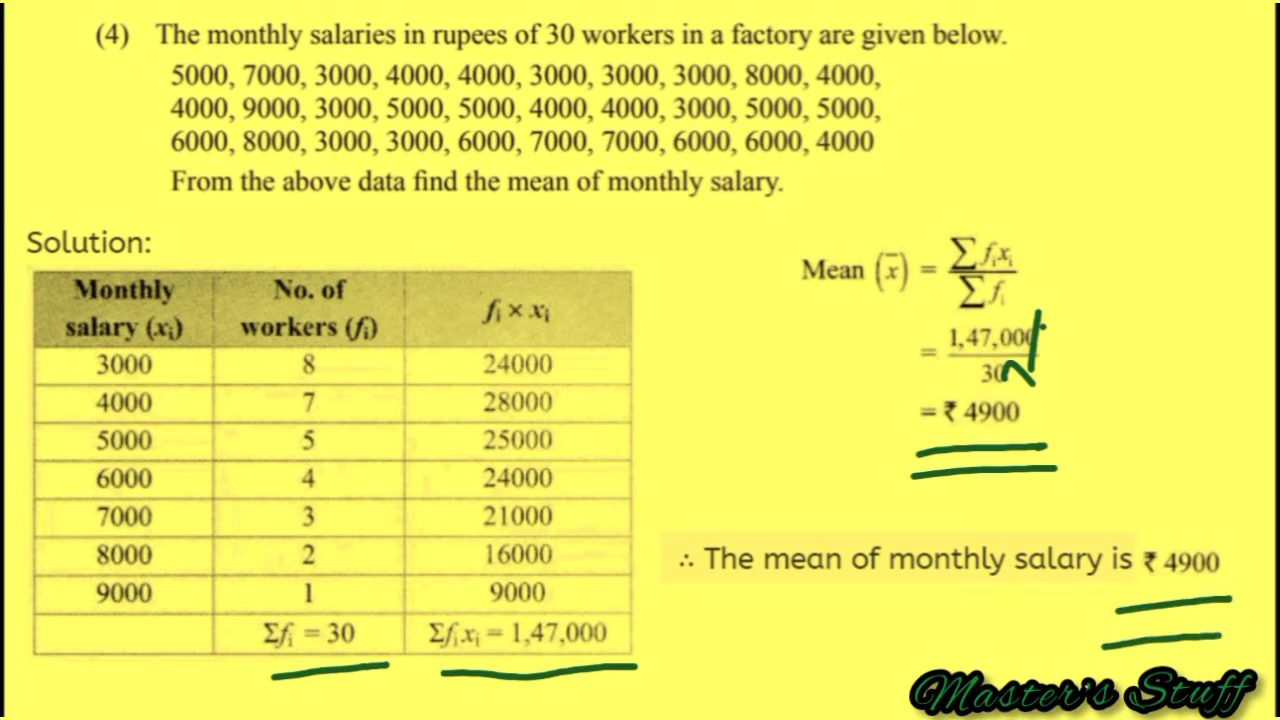 (4) The monthly salaries in rupees of 30 workers in a factory are given below.
5000, 7000, 3000, 4000, 4000, 3000, 3000, 3000, 8000, 4000,
4000, 9000, 3000, 5000, 5000, 4000, 4000, 3000, 5000, 5000,
6000, 8000, 3000, 3000, 6000, 7000, 7000, 6000, 6000, 4000
From the above data find the mean of monthly salary.
Solution:
Monthly salary (xᵢ) No. of workers (fᵢ) fᵢ × xᵢ
3000 8 24000
4000 7 28000
5000 5 25000
6000 4 24000
7000 3 21000
8000 2 16000
9000 1 9000
Σfᵢ = 30 Σfᵢxᵢ = 1,47,000
Mean (x̄) = ∑fᵢxᵢ / ∑fᵢ
= 1,47,000 / 30
= ₹ 4900
∴ The mean of monthly salary is ₹ 4900
Master's Stuff